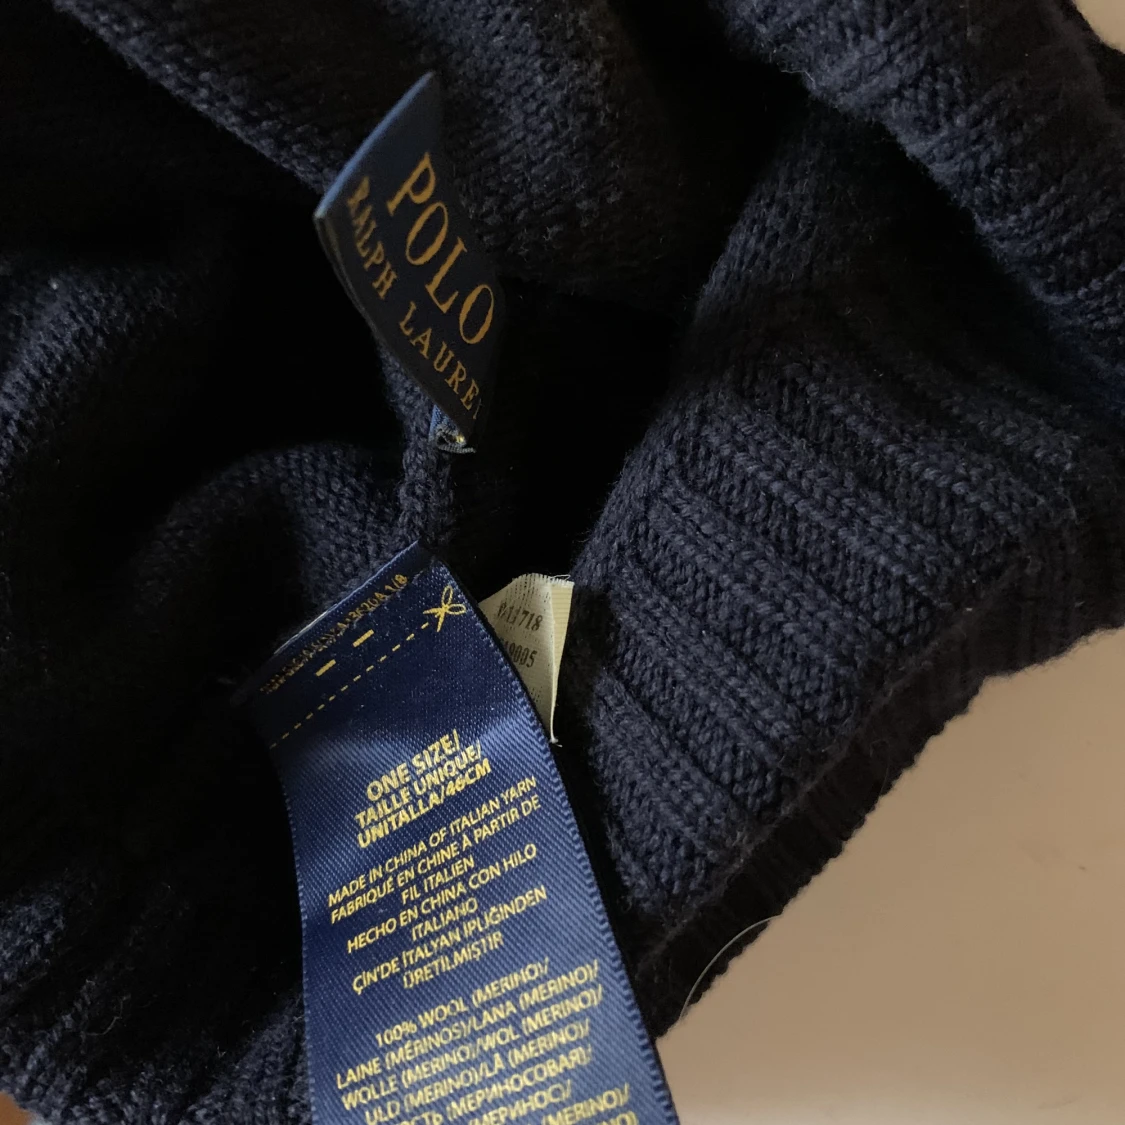 POLO
RALPH LAUREN
718
ONE SIZE/
TAILLE UNIQUE/
UNITALLA/46CM
MADE IN CHINA OF ITALIAN YARN
FABRIQUÉ EN CHINE À PARTIR DE
FIL ITALIEN
HECHO EN CHINA CON HILO
ITALIANO
ÇİN'DE İTALYAN İPLİĞİNDEN
ÜRETİLMİŞTİR
100% WOOL (MERINO)/
LAINE (MÉRINOS)/LANA (MERINO)/
WOLLE (MERINO)/WOL (MERINO)/
ULD (MERINO)/LÃ (MERINO)/
(МЕРИНОСОВАЯ)/